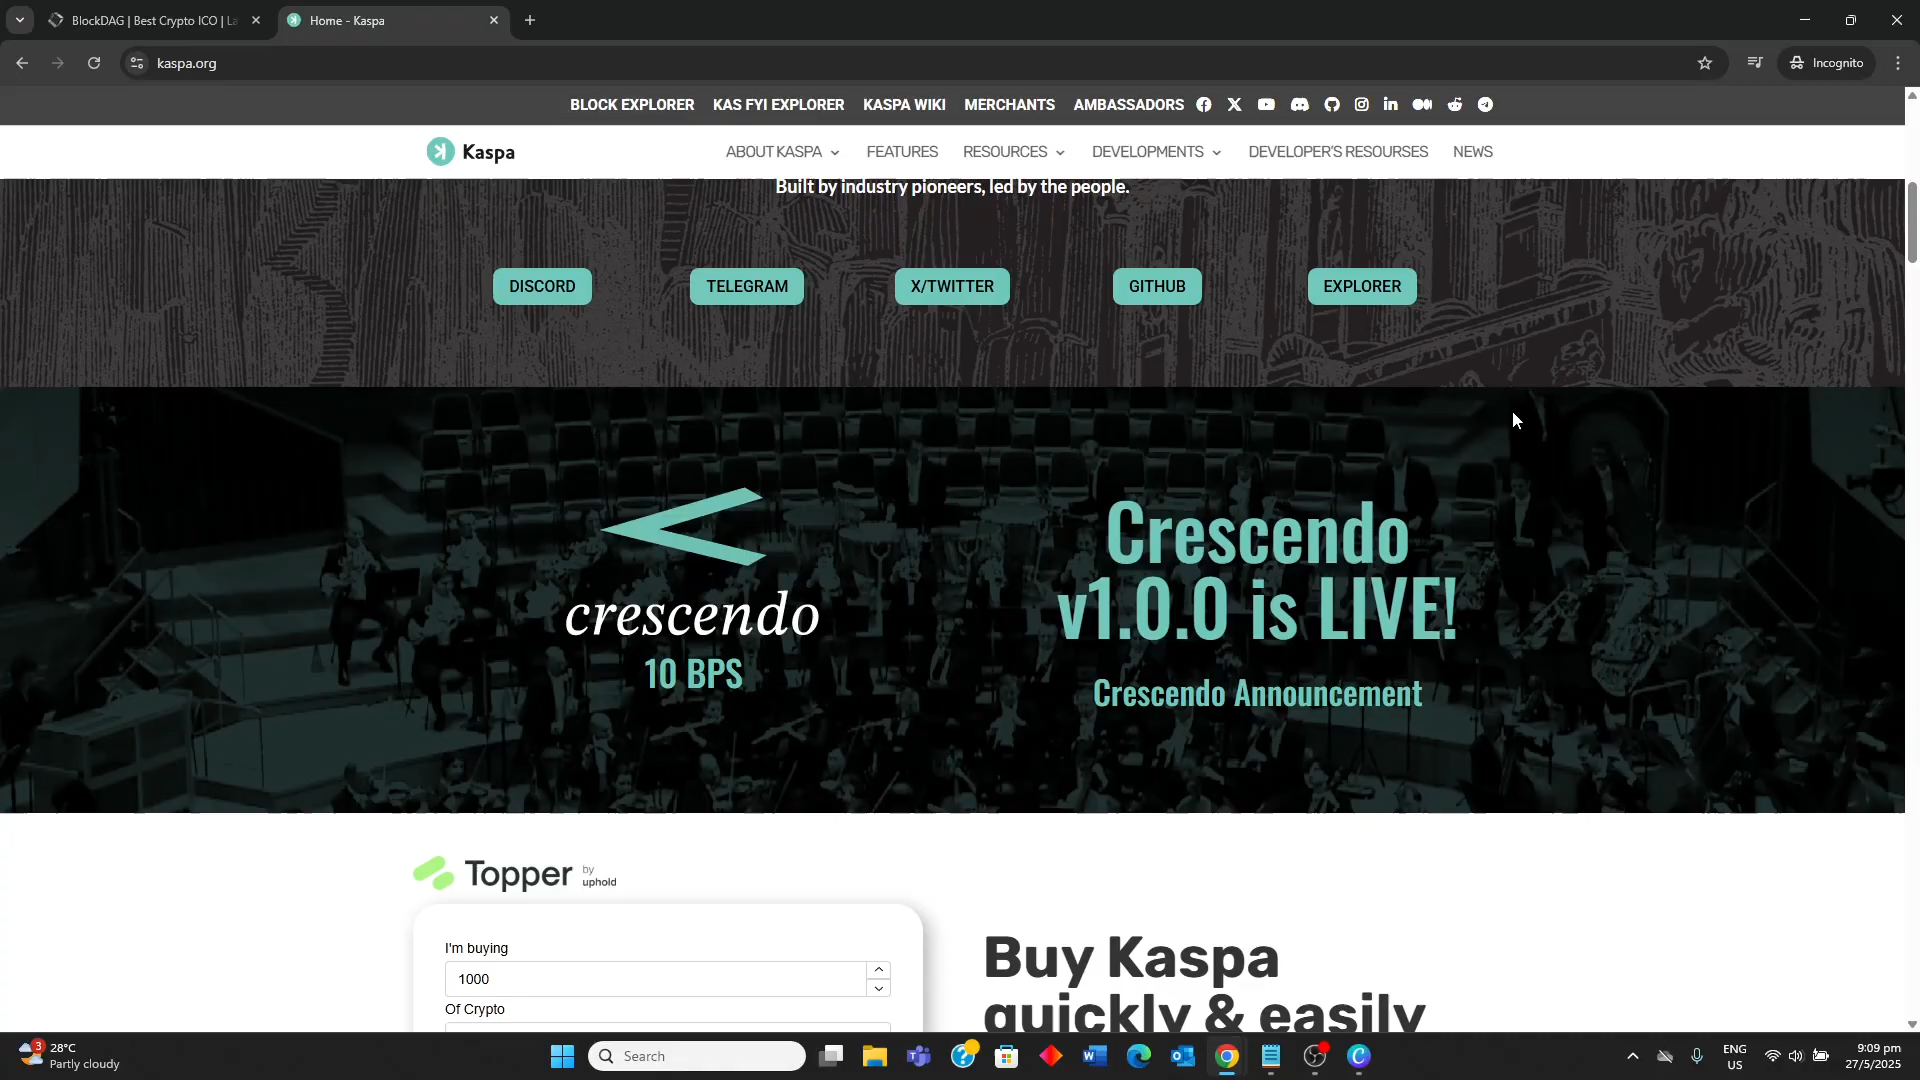 BlockDAG | Best Crypto ICO | La
Home - Kaspa
kaspa.org
Incognito
BLOCK EXPLORER KAS FYI EXPLORER KASPA WIKI MERCHANTS AMBASSADORS
Kaspa ABOUT KASPA FEATURES RESOURCES DEVELOPMENTS DEVELOPER'S RESOURSES NEWS
Built by industry pioneers, led by the people.
DISCORD TELEGRAM X/TWITTER GITHUB EXPLORER
crescendo
10 BPS
Crescendo
v1.0.0 is LIVE!
Crescendo Announcement
Topper by uphold
I'm buying
1000
Of Crypto
Buy Kaspa
quickly & easily
3
28°C
Partly cloudy
Search
ENG
US
9:09 pm
27/5/2025